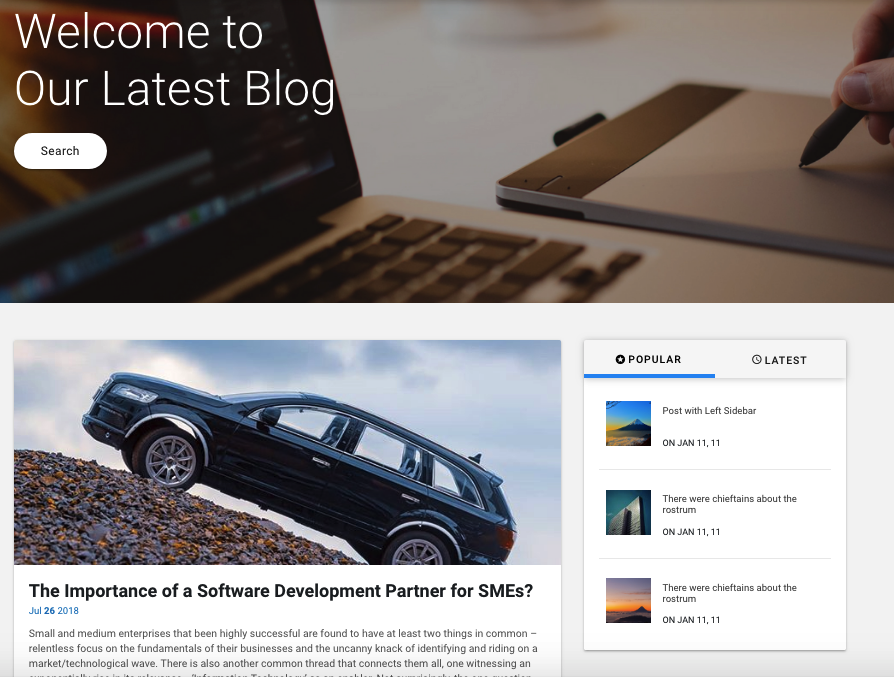 Welcome to
Our Latest Blog
Search
POPULAR
LATEST
Post with Left Sidebar
ON JAN 11, 11
There were chieftains about the
rostrum
ON JAN 11, 11
There were chieftains about the
rostrum
ON JAN 11, 11
The Importance of a Software Development Partner for SMEs?
Jul 26 2018
Small and medium enterprises that been highly successful are found to have at least two things in common –
relentless focus on the fundamentals of their businesses and the uncanny knack of identifying and riding on a
market/technological wave. There is also another common thread that connects them all, one witnessing an